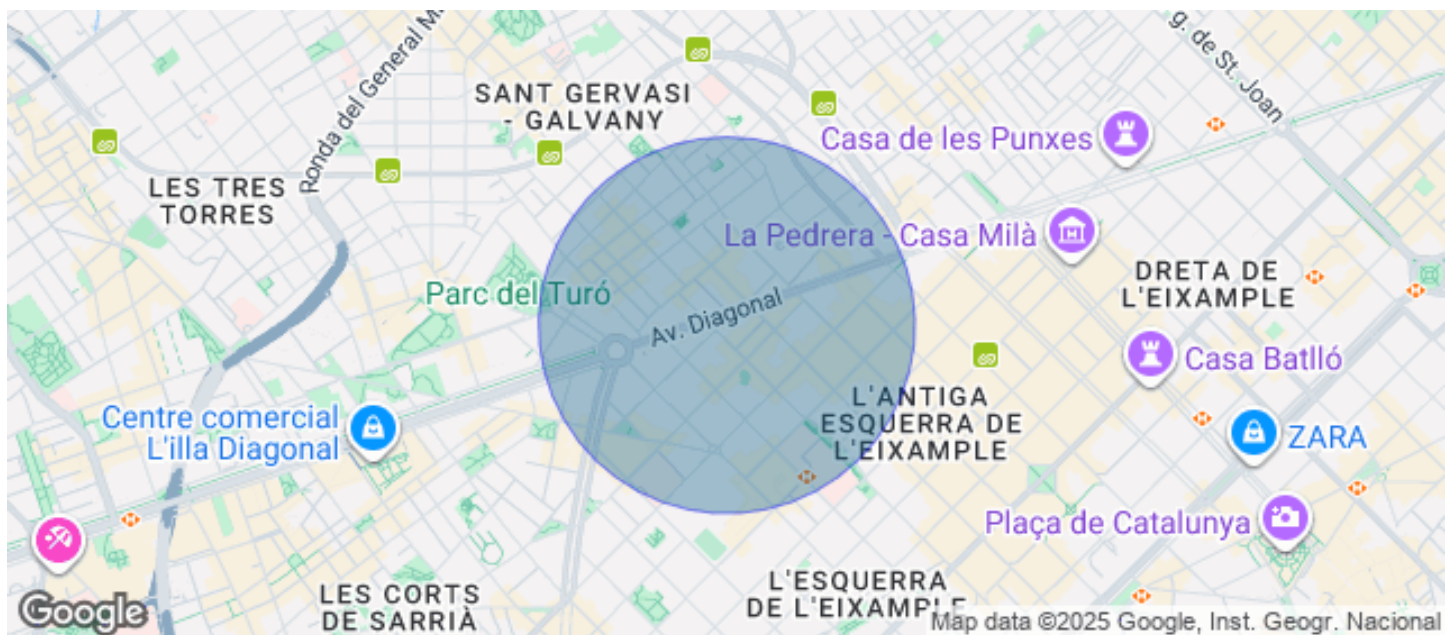 Ronda del General Mi
g. de St. Joan
SANT GERVASI
- GALVANY
Casa de les Punxes
LES TRES
TORRES
La Pedrera - Casa Milà
DRETA DE
L'EIXAMPLE
Parc del Turó
Av. Diagonal
Casa Batlló
L'ANTIGA
ESQUERRA DE
L'EIXAMPLE
Centre comercial
L'illa Diagonal
ZARA
Plaça de Catalunya
LES CORTS
DE SARRIÀ
L'ESQUERRA
DE L'EIXAMPLE
Google
Map data ©2025 Google, Inst. Geogr. Nacional